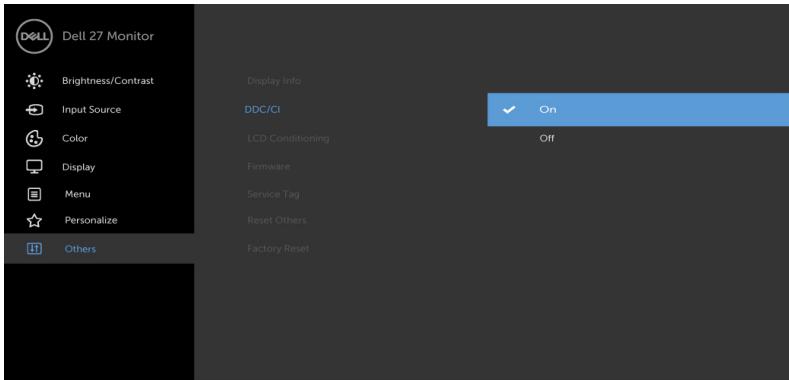 DELL Dell 27 Monitor
Brightness/Contrast Display Info
Input Source DDC/CI On
Color LCD Conditioning Off
Display Firmware
Menu Service Tag
Personalize Reset Others
Others Factory Reset